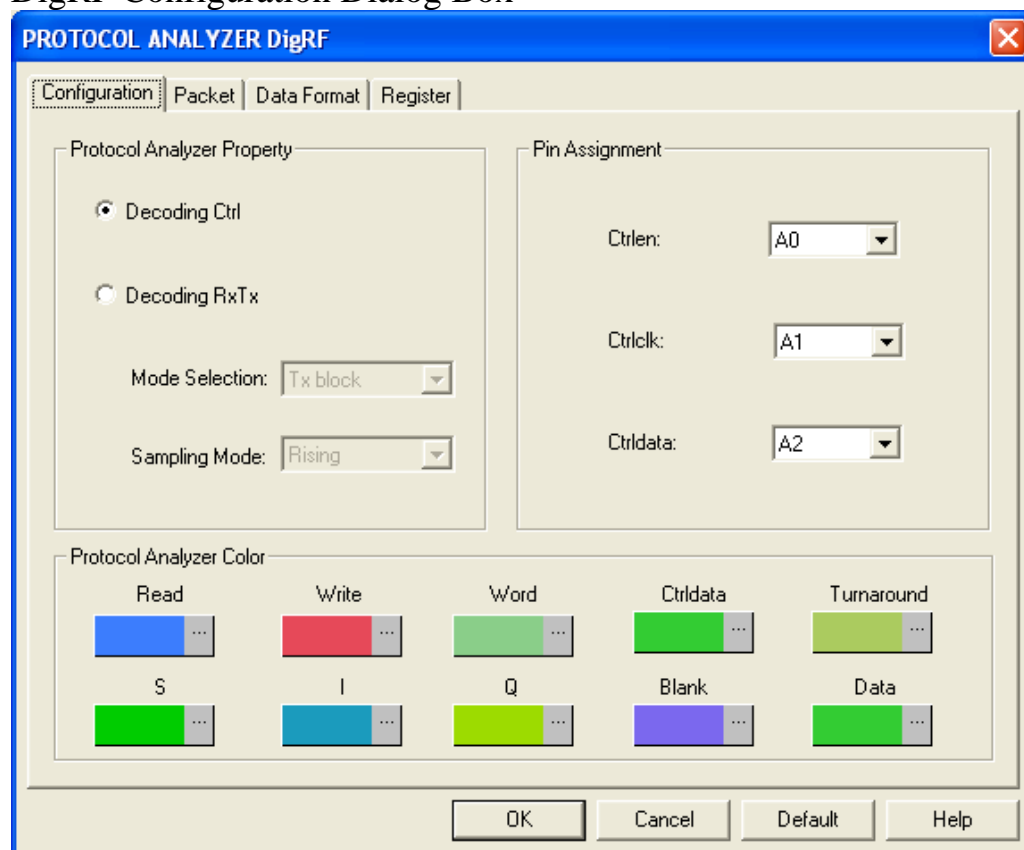 DigRF Configuration Dialog Box
PROTOCOL ANALYZER DigRF
Configuration Packet Data Format Register
Protocol Analyzer Property
Decoding Ctrl
Decoding RxTx
Mode Selection: Tx block
Sampling Mode: Rising
Pin Assignment
Ctrlen: A0
Ctrlclk: A1
Ctrldata: A2
Protocol Analyzer Color
Read Write Word Ctrldata Turnaround
... ... ... ... ...
S I Q Blank Data
... ... ... ... ...
OK Cancel Default Help